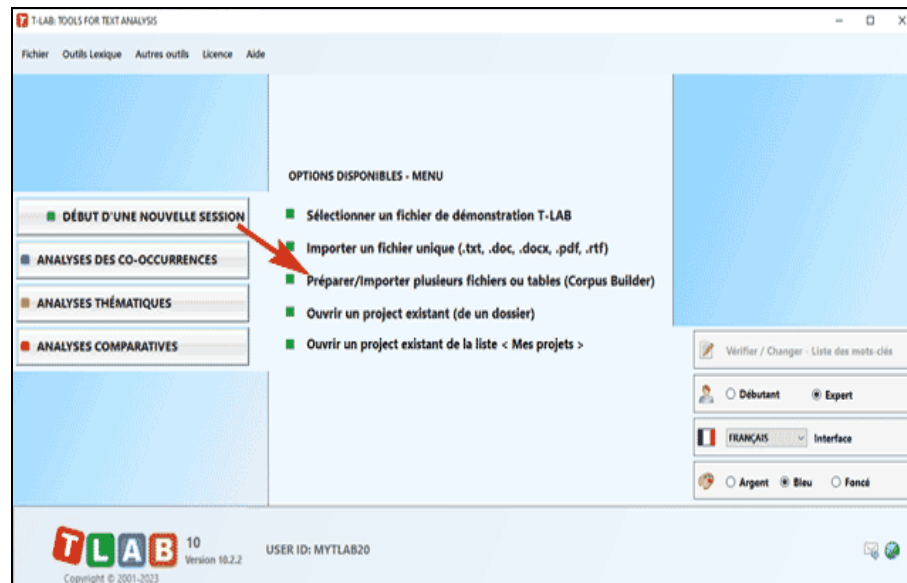 T-LAB: TOOLS FOR TEXT ANALYSIS
Fichier Outils Lexique Autres outils Licence Aide
OPTIONS DISPONIBLES - MENU
DÉBUT D'UNE NOUVELLE SESSION
ANALYSES DES CO-OCCURRENCES
ANALYSES THÉMATIQUES
ANALYSES COMPARATIVES
Sélectionner un fichier de démonstration T-LAB
Importer un fichier unique (.txt, .doc, .docx, .pdf, .rtf)
Préparer/Importer plusieurs fichiers ou tables (Corpus Builder)
Ouvrir un project existant (de un dossier)
Ouvrir un project existant de la liste < Mes projets >
Vérifier / Changer - Liste des mots-clés
Débutant Expert
FRANÇAIS Interface
Argent Bleu Foncé
T LAB 10
Version 10.2.2
Copyright © 2001-2023
USER ID: MYTLAB20